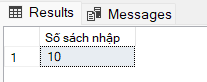 Results Messages
Số sách nhập
1 10